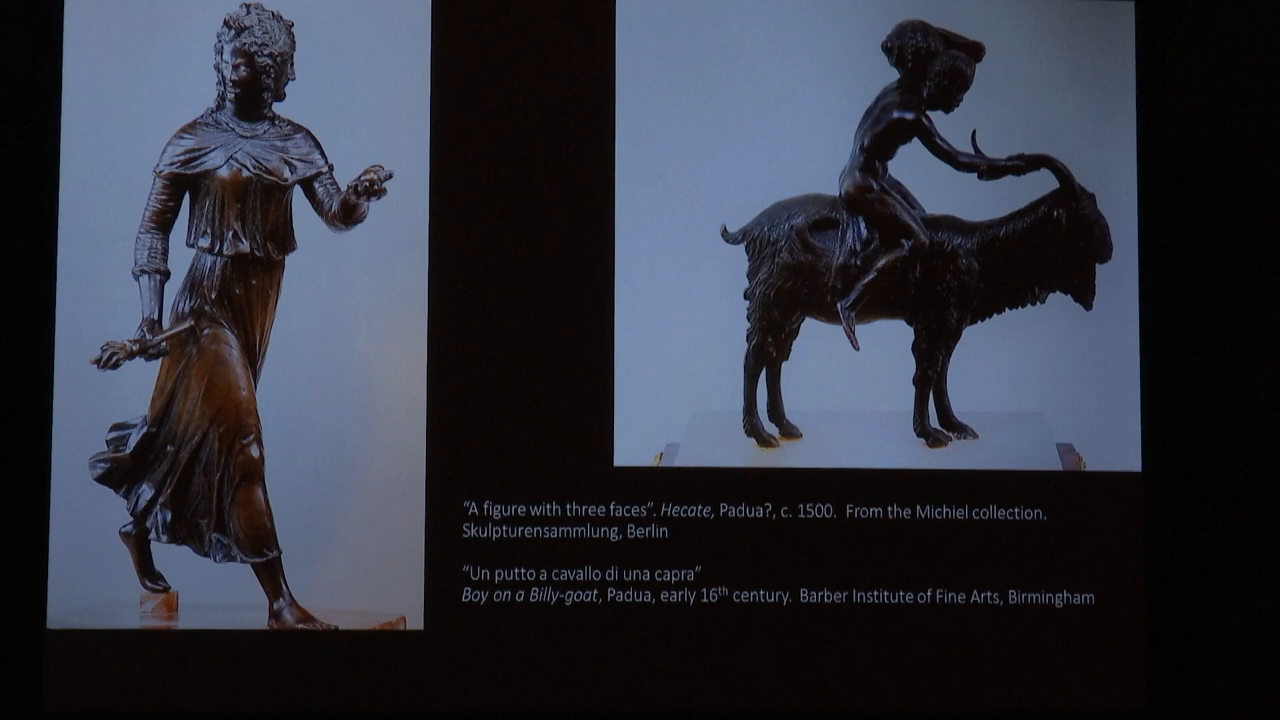 “A figure with three faces”. Hecate, Padua?, c. 1500.  From the Michiel collection.
Skulpturensammlung, Berlin
“Un putto a cavallo di una capra”
Boy on a Billy-goat, Padua, early 16th century.  Barber Institute of Fine Arts, Birmingham